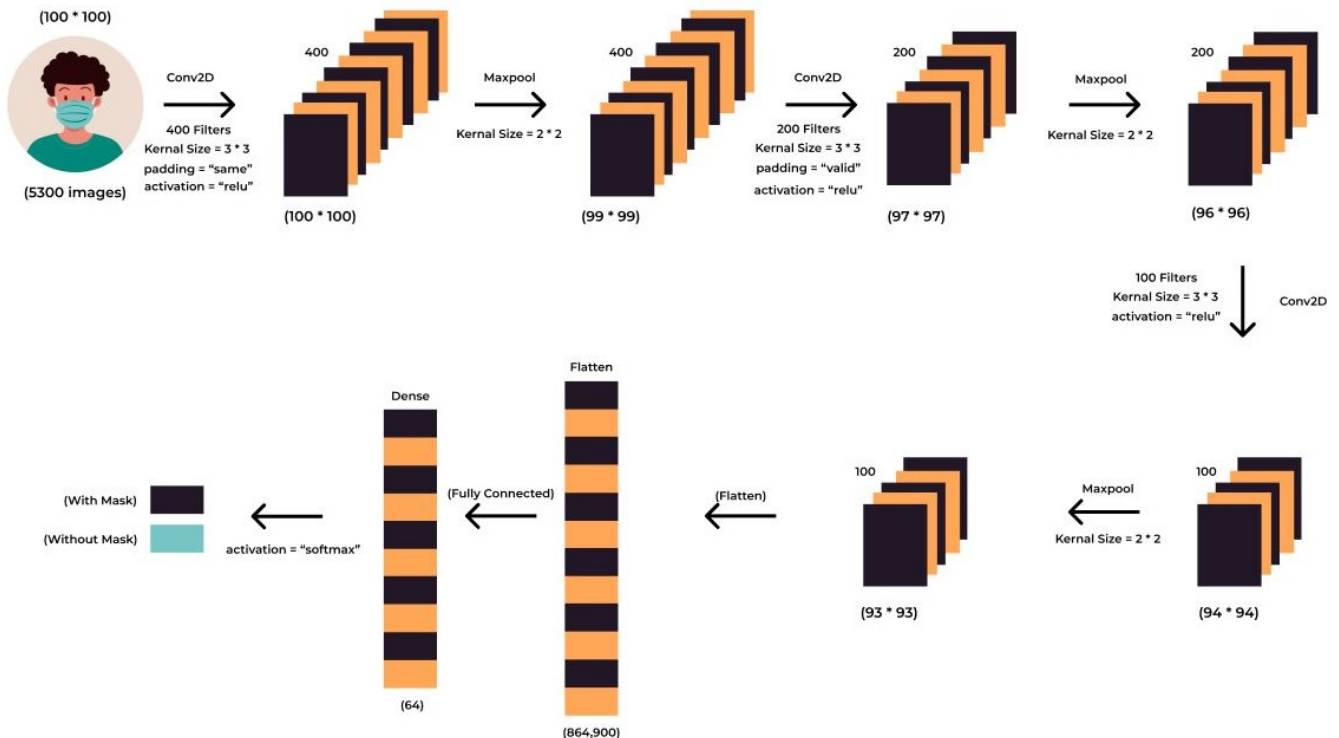 (100 * 100)
(5300 images)
Conv2D
400 Filters
Kernal Size = 3 * 3
padding = “same”
activation = “relu”
400
(100 * 100)
Maxpool
Kernal Size = 2 * 2
400
(99 * 99)
Conv2D
200 Filters
Kernal Size = 3 * 3
padding = “valid”
activation = “relu”
200
(97 * 97)
Maxpool
Kernal Size = 2 * 2
200
(96 * 96)
100 Filters
Kernal Size = 3 * 3
activation = “relu”
Conv2D
100
(94 * 94)
Maxpool
Kernal Size = 2 * 2
100
(93 * 93)
(Flatten)
Flatten
(864,900)
(Fully Connected)
Dense
(64)
activation = “softmax”
(With Mask)
(Without Mask)